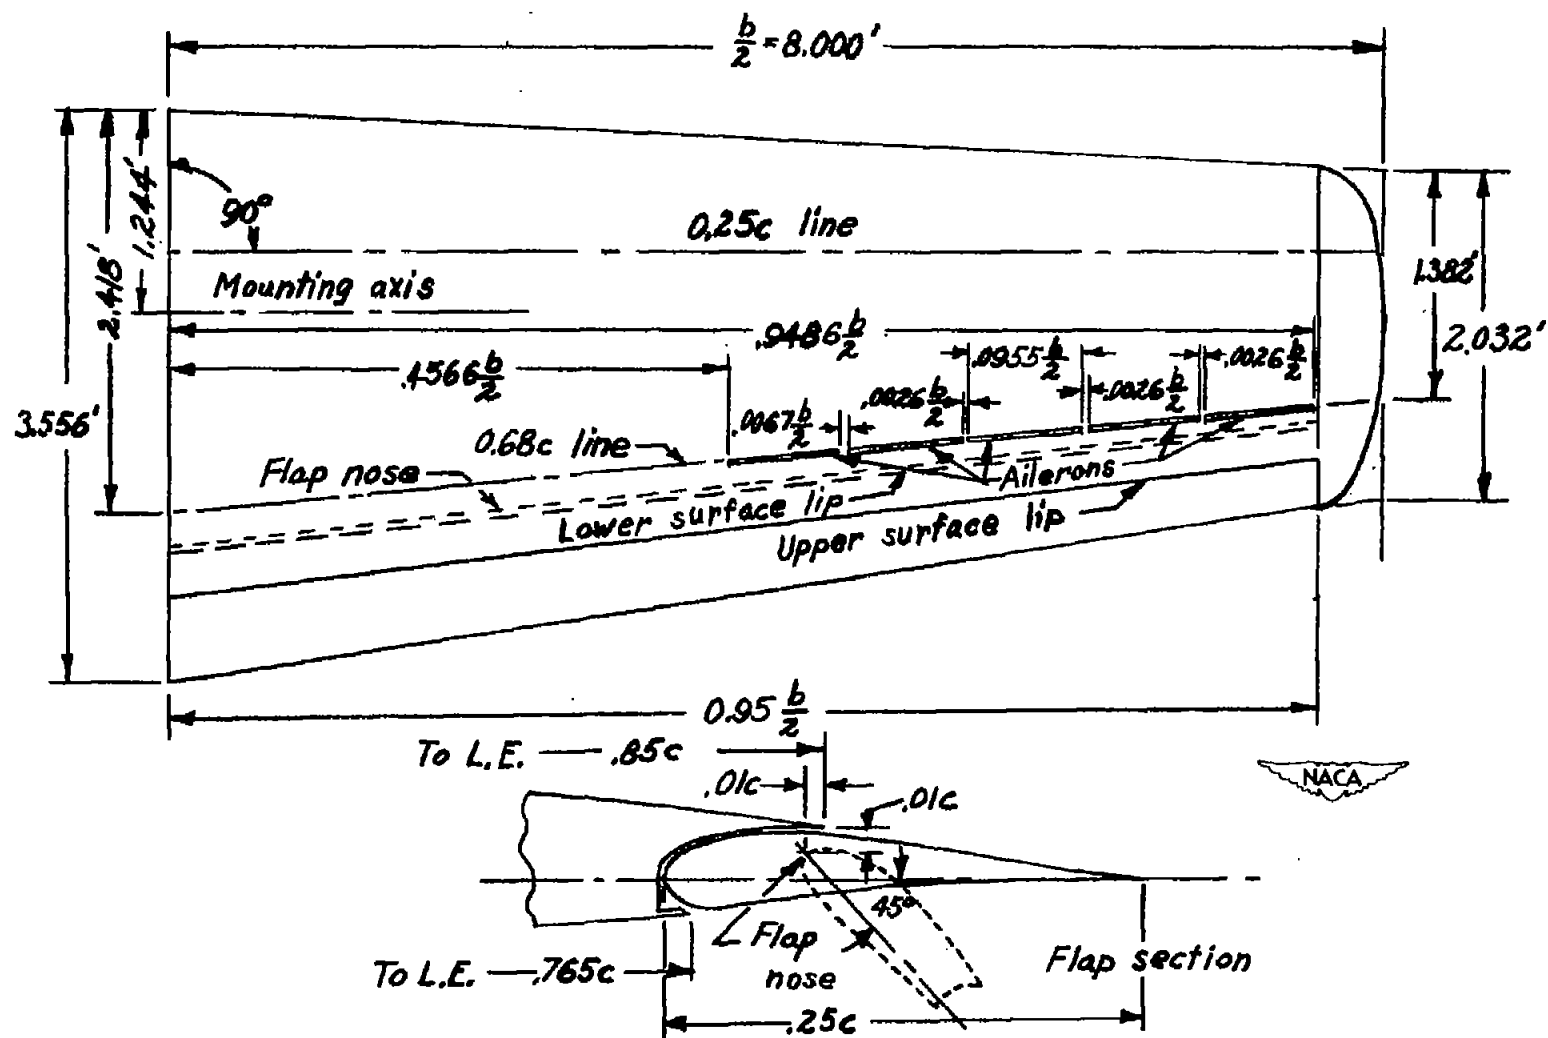 b/2 = 8.000'
90°
1.244'
2.418'
3.556'
0.25c line
Mounting axis
.9486 b/2
.4566 b/2
.0955 b/2
.0026 b/2
.0026 b/2
.0026 b/2
.0067 b/2
1.382'
2.032'
0.68c line
Flap nose
Ailerons
Lower surface lip
Upper surface lip
0.95 b/2
To L.E. .85c
.01c
.01c
NACA
45°
Flap
nose
Flap section
To L.E. .765c
.25c